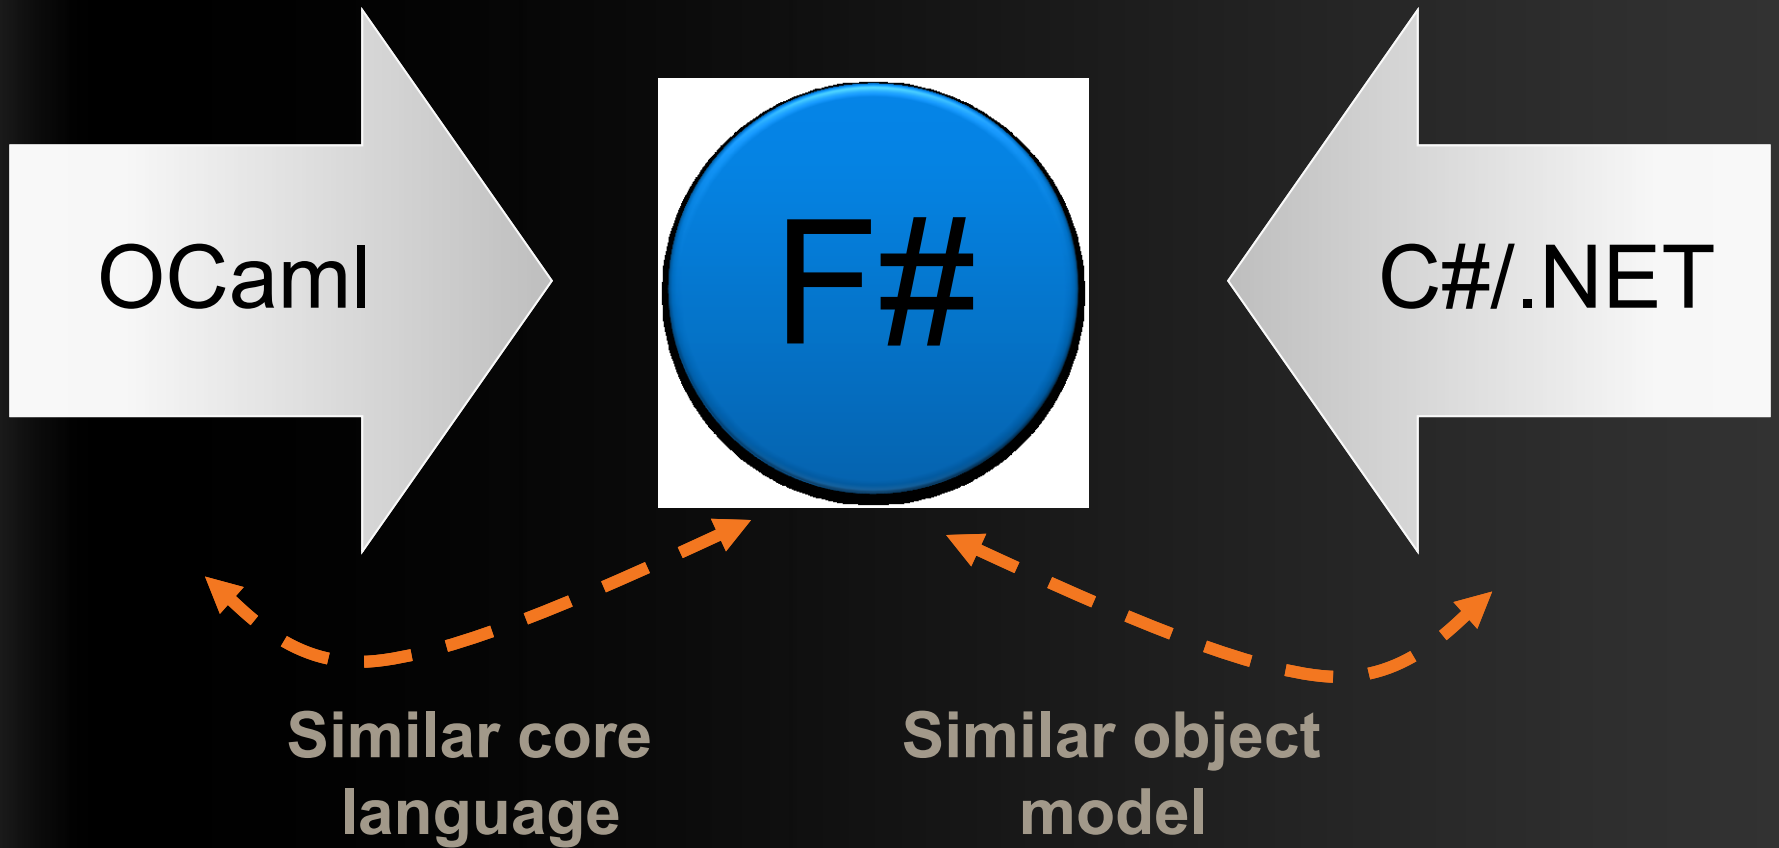 OCaml
F#
C#/.NET
Similar core
language
Similar object
model